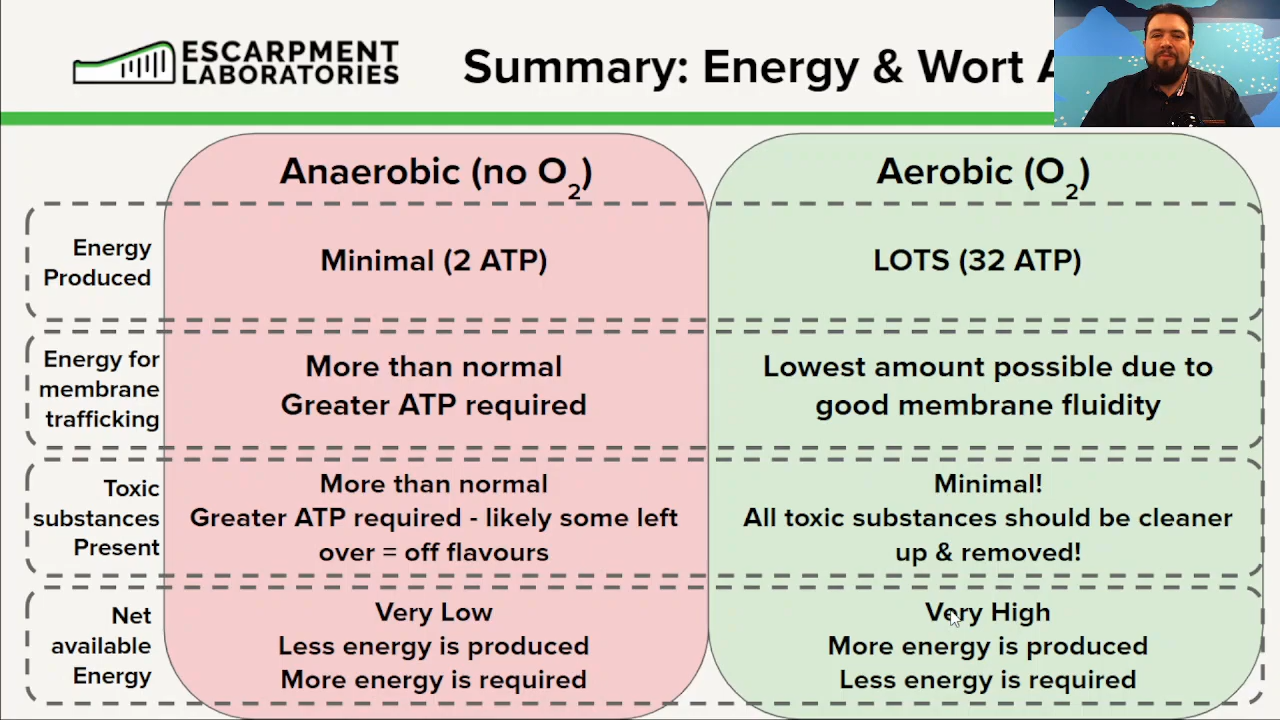 ESCARPMENT
LABORATORIES
Summary: Energy & Wort
Anaerobic (no O2)
Aerobic (O2)
Energy
Produced
Minimal (2 ATP)
LOTS (32 ATP)
Energy for
membrane
trafficking
More than normal
Greater ATP required
Lowest amount possible due to
good membrane fluidity
Toxic
substances
Present
More than normal
Greater ATP required - likely some left
over = off flavours
Minimal!
All toxic substances should be cleaner
up & removed!
Net
available
Energy
Very Low
Less energy is produced
More energy is required
Very High
More energy is produced
Less energy is required